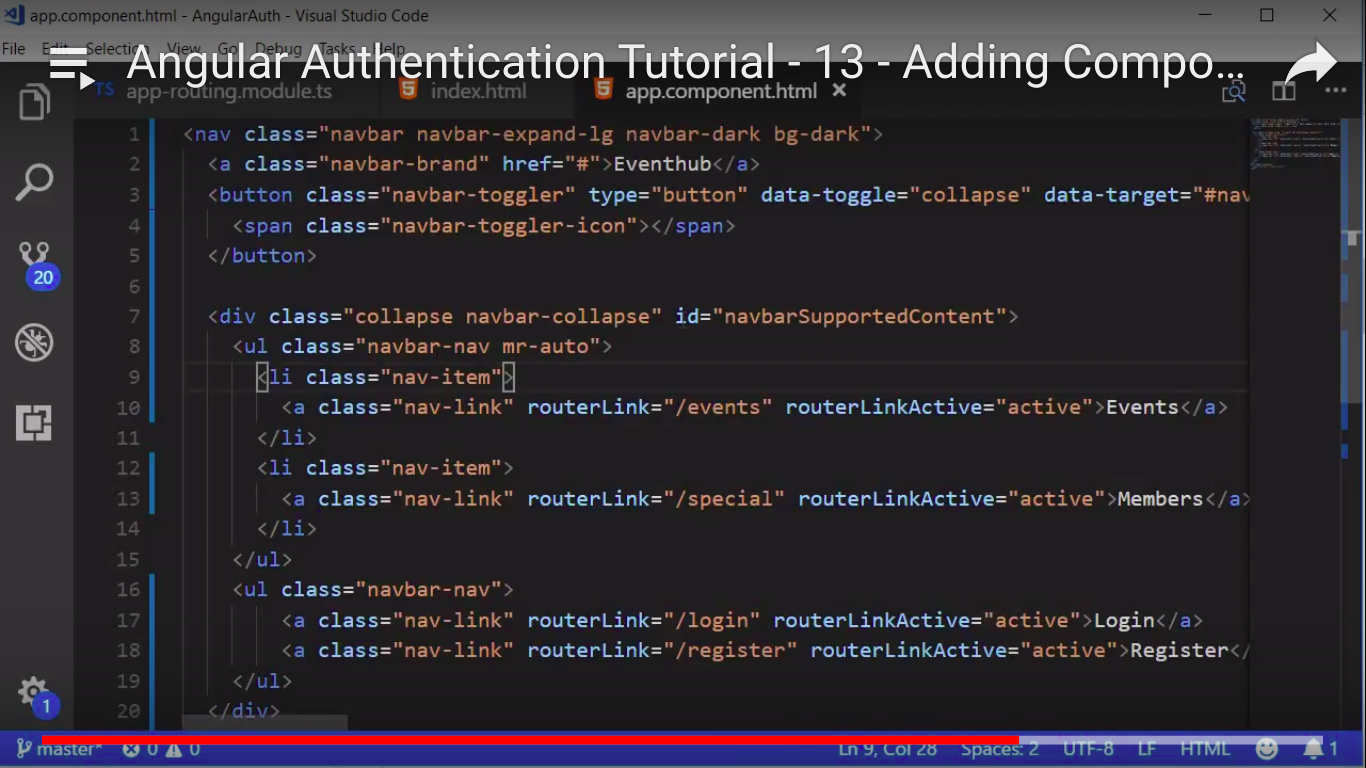 app.component.html - AngularAuth - Visual Studio Code
File Edit Selection View Go Debug Tasks Help
Angular Authentication Tutorial - 13 - Adding Compo...
TS app-routing.module.ts index.html app.component.html
1 <nav class="navbar navbar-expand-lg navbar-dark bg-dark">
2 <a class="navbar-brand" href="#">Eventhub</a>
3 <button class="navbar-toggler" type="button" data-toggle="collapse" data-target="#nav
4 <span class="navbar-toggler-icon"></span>
5 </button>
6
7 <div class="collapse navbar-collapse" id="navbarSupportedContent">
8 <ul class="navbar-nav mr-auto">
9 <li class="nav-item">
10 <a class="nav-link" routerLink="/events" routerLinkActive="active">Events</a>
11 </li>
12 <li class="nav-item">
13 <a class="nav-link" routerLink="/special" routerLinkActive="active">Members</a>
14 </li>
15 </ul>
16 <ul class="navbar-nav">
17 <a class="nav-link" routerLink="/login" routerLinkActive="active">Login</a>
18 <a class="nav-link" routerLink="/register" routerLinkActive="active">Register</
19 </ul>
20 </div>
20
1
master* 0 0 Ln 9, Col 28 Spaces: 2 UTF-8 LF HTML 1